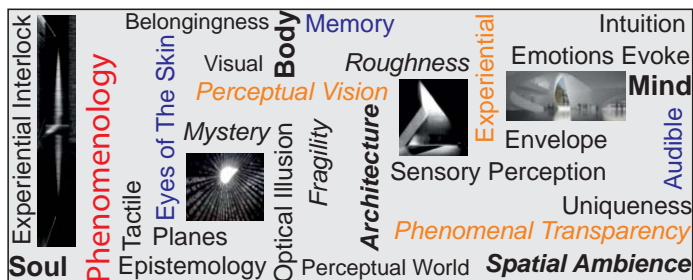 Experiential Interlock
Soul
Phenomenology
Belongingness
Tactile
Eyes of The Skin
Visual
Body
Memory
Perceptual Vision
Roughness
Experiential
Intuition
Emotions Evoke
Mind
Mystery
Optical Illusion
Fragility
Architecture
Envelope
Audible
Sensory Perception
Uniqueness
Planes
Phenomenal Transparency
Epistemology
Perceptual World
Spatial Ambience